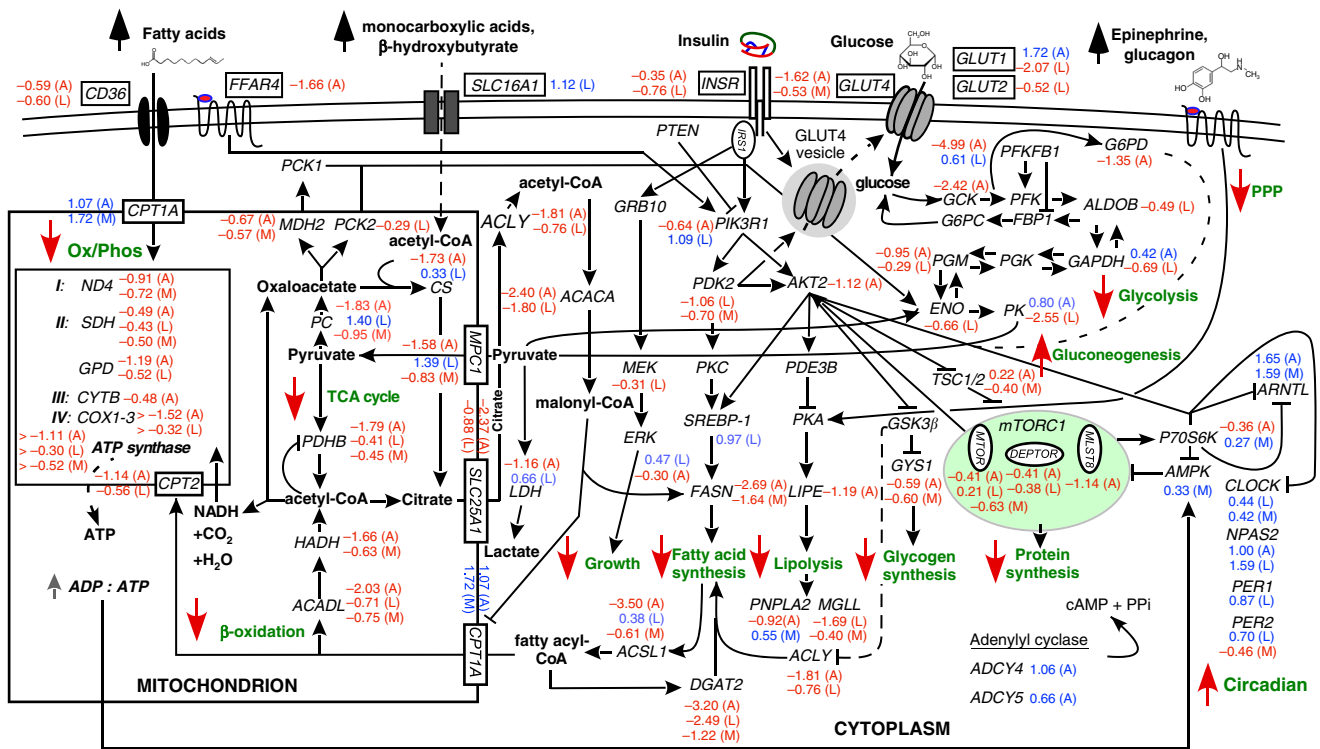 Fatty acids
monocarboxylic acids,
β-hydroxybutyrate
Insulin
Glucose
Epinephrine,
glucagon
−0.59 (A)
−0.60 (L)
CD36
FFAR4 −1.66 (A)
SLC16A1 1.12 (L)
−0.35 (A)
−0.76 (L)
INSR
−1.62 (A)
−0.53 (M)
GLUT4
GLUT1 1.72 (A)
−2.07 (L)
GLUT2 −0.52 (L)
HO
O
CH₂OH
O
OH
OH
HO
OH
OH
H
N
CH₃
HO
OH
PTEN
IRS1
GLUT4
vesicle
−4.99 (A)
0.61 (L)
PFKFB1
G6PD
−1.35 (A)
PPP
PCK1
acetyl-CoA
GRB10
glucose
−2.42 (A)
GCK
PFK
ALDOB −0.49 (L)
G6PC
FBP1
1.07 (A)
1.72 (M)
CPT1A
−0.67 (A)
−0.57 (M)
MDH2
PCK2 −0.29 (L)
ACLY
−1.81 (A)
−0.76 (L)
−0.64 (A)
1.09 (L)
PIK3R1
Ox/Phos
acetyl-CoA
−1.73 (A)
0.33 (L)
CS
−0.95 (A)
−0.29 (L)
PGM
PGK
GAPDH
0.42 (A)
−0.69 (L)
I: ND4
−0.91 (A)
−0.72 (M)
Oxaloacetate
−2.40 (A)
−1.80 (L)
ACACA
PDK2
−1.06 (L)
−0.70 (M)
AKT2 −1.12 (A)
Glycolysis
II: SDH
−0.49 (A)
−0.43 (L)
−0.50 (M)
PC
−1.83 (A)
1.40 (L)
−0.95 (M)
ENO
−0.66 (L)
PK
0.80 (A)
−2.55 (L)
GPD
−1.19 (A)
−0.52 (L)
Pyruvate
−1.58 (A)
1.39 (L)
−0.83 (M)
MPC1
Pyruvate
MEK
−0.31 (L)
PKC
PDE3B
Gluconeogenesis
TSC1/2
0.22 (A)
−0.40 (M)
1.65 (A)
1.59 (M)
ARNTL
III: CYTB −0.48 (A)
IV: COX1-3
> −1.52 (A)
> −0.32 (L)
TCA cycle
Citrate
−2.37 (A)
−0.88 (L)
malonyl-CoA
SREBP-1
0.97 (L)
PKA
GSK3β
mTORC1
MTOR
DEPTOR
MLST8
−0.41 (A)
0.21 (L)
−0.63 (M)
−0.41 (A)
−0.38 (L)
−1.14 (A)
P70S6K
−0.36 (A)
0.27 (M)
> −1.11 (A)
> −0.30 (L)
> −0.52 (M)
ATP synthase
PDHB
−1.79 (A)
−0.41 (L)
−0.45 (M)
ERK
0.47 (L)
−0.30 (A)
GYS1
−0.59 (A)
−0.60 (M)
AMPK
0.33 (M)
−1.14 (A)
−0.56 (L)
CPT2
−1.16 (A)
0.66 (L)
LDH
SLC25A1
FASN
−2.69 (A)
−1.64 (M)
LIPE −1.19 (A)
CLOCK
0.44 (L)
0.42 (M)
acetyl-CoA
Citrate
ATP
NADH
+CO₂
+H₂O
Lactate
NPAS2
1.00 (A)
1.59 (L)
HADH
−1.66 (A)
−0.63 (M)
Growth
Fatty acid
synthesis
Lipolysis
Glycogen
synthesis
Protein
synthesis
ADP : ATP
ACADL
−2.03 (A)
−0.71 (L)
−0.75 (M)
1.07 (A)
1.72 (M)
PER1
0.87 (L)
−3.50 (A)
0.38 (L)
−0.61 (M)
PNPLA2
−0.92(A)
0.55 (M)
MGLL
−1.69 (L)
−0.40 (M)
cAMP + PPi
PER2
0.70 (L)
−0.46 (M)
β-oxidation
CPT1A
fatty acyl-
CoA
ACSL1
ACLY
−1.81 (A)
−0.76 (L)
Adenylyl cyclase
ADCY4 1.06 (A)
ADCY5 0.66 (A)
Circadian
MITOCHONDRION
DGAT2
−3.20 (A)
−2.49 (L)
−1.22 (M)
CYTOPLASM